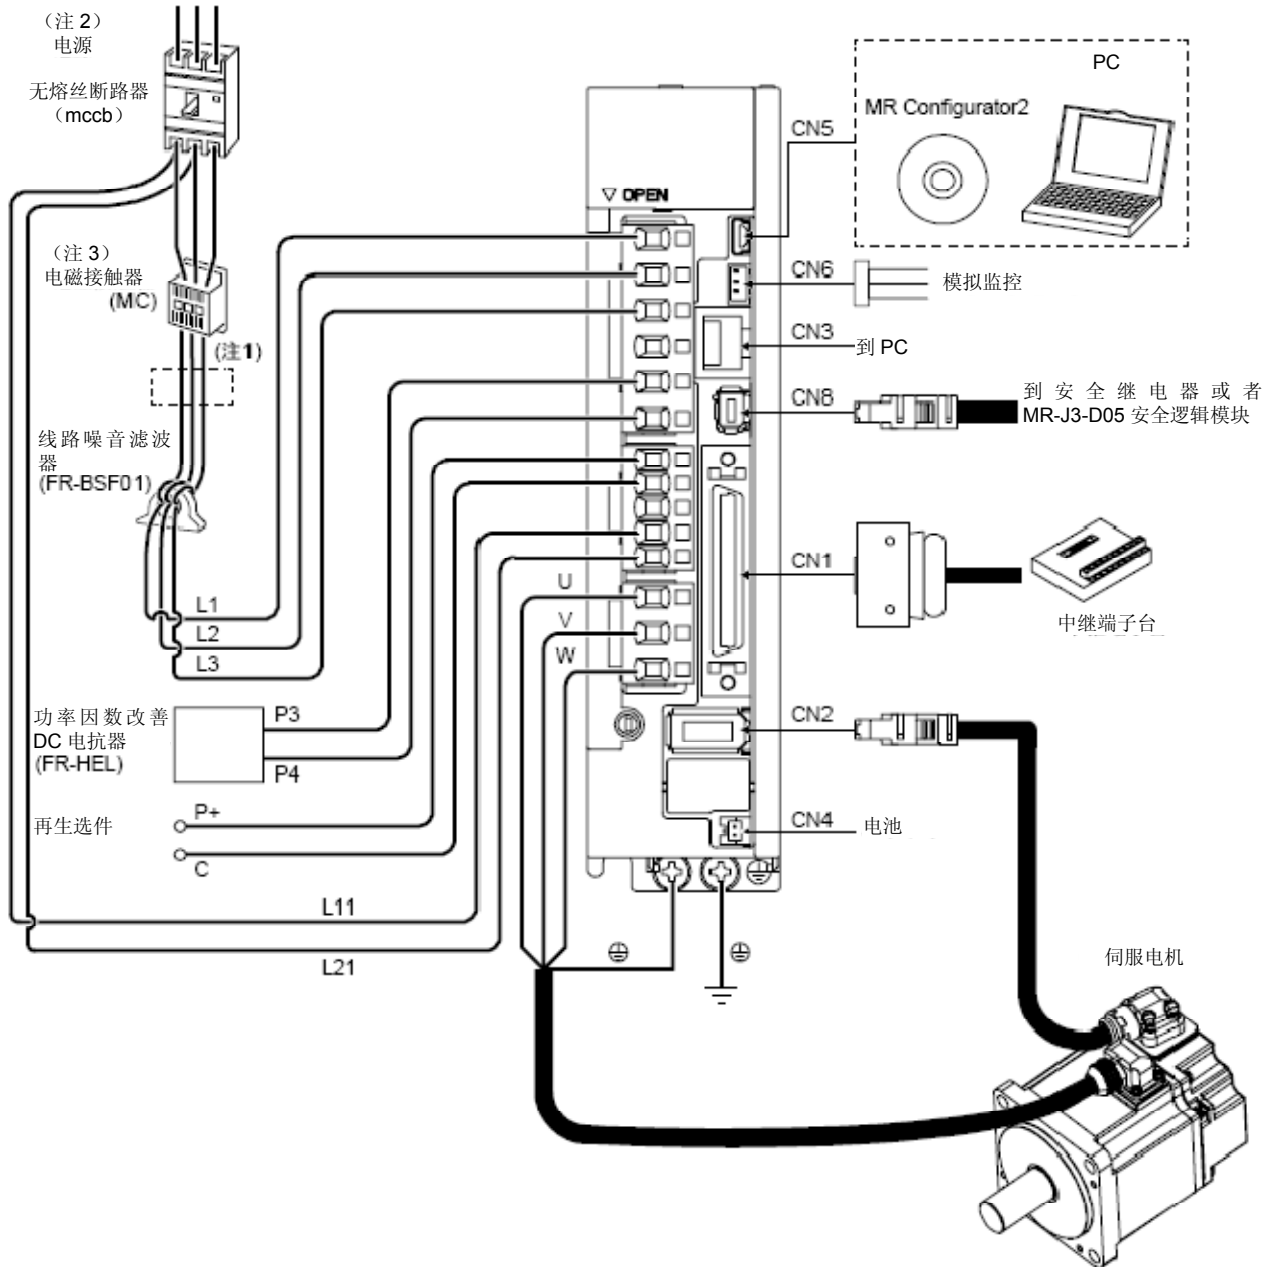 （注 2）
电源
无熔丝断路器
（mccb）
（注 3）
电磁接触器
(MC)
(注1)
线路噪音滤波
器
(FR-BSF01)
L1
L2
L3
功率因数改善
DC 电抗器
(FR-HEL)
P3
P4
再生选件
P+
C
L11
L21
▽ OPEN
U
V
W
CN5
CN6
CN3
CN8
CN1
CN2
CN4
PC
MR Configurator2
模拟监控
到 PC
到安全继电器或者
MR-J3-D05 安全逻辑模块
中继端子台
电池
伺服电机